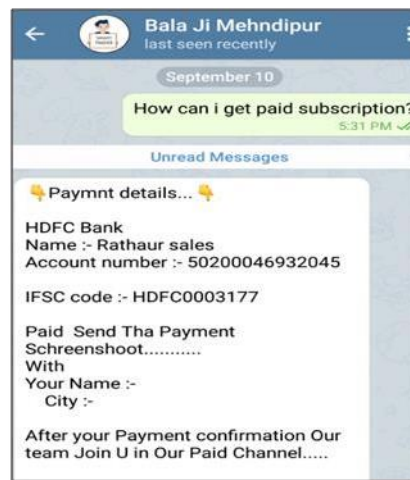 Bala Ji Mehndipur
last seen recently
September 10
How can i get paid subscription?
5:31 PM
Unread Messages
👇Paymnt details... 👇
HDFC Bank
Name :- Rathaur sales
Account number :- 50200046932045
IFSC code :- HDFC0003177
Paid Send Tha Payment
Schreenshoot...........
With
Your Name :-
City :-
After your Payment confirmation Our
team Join U in Our Paid Channel.....